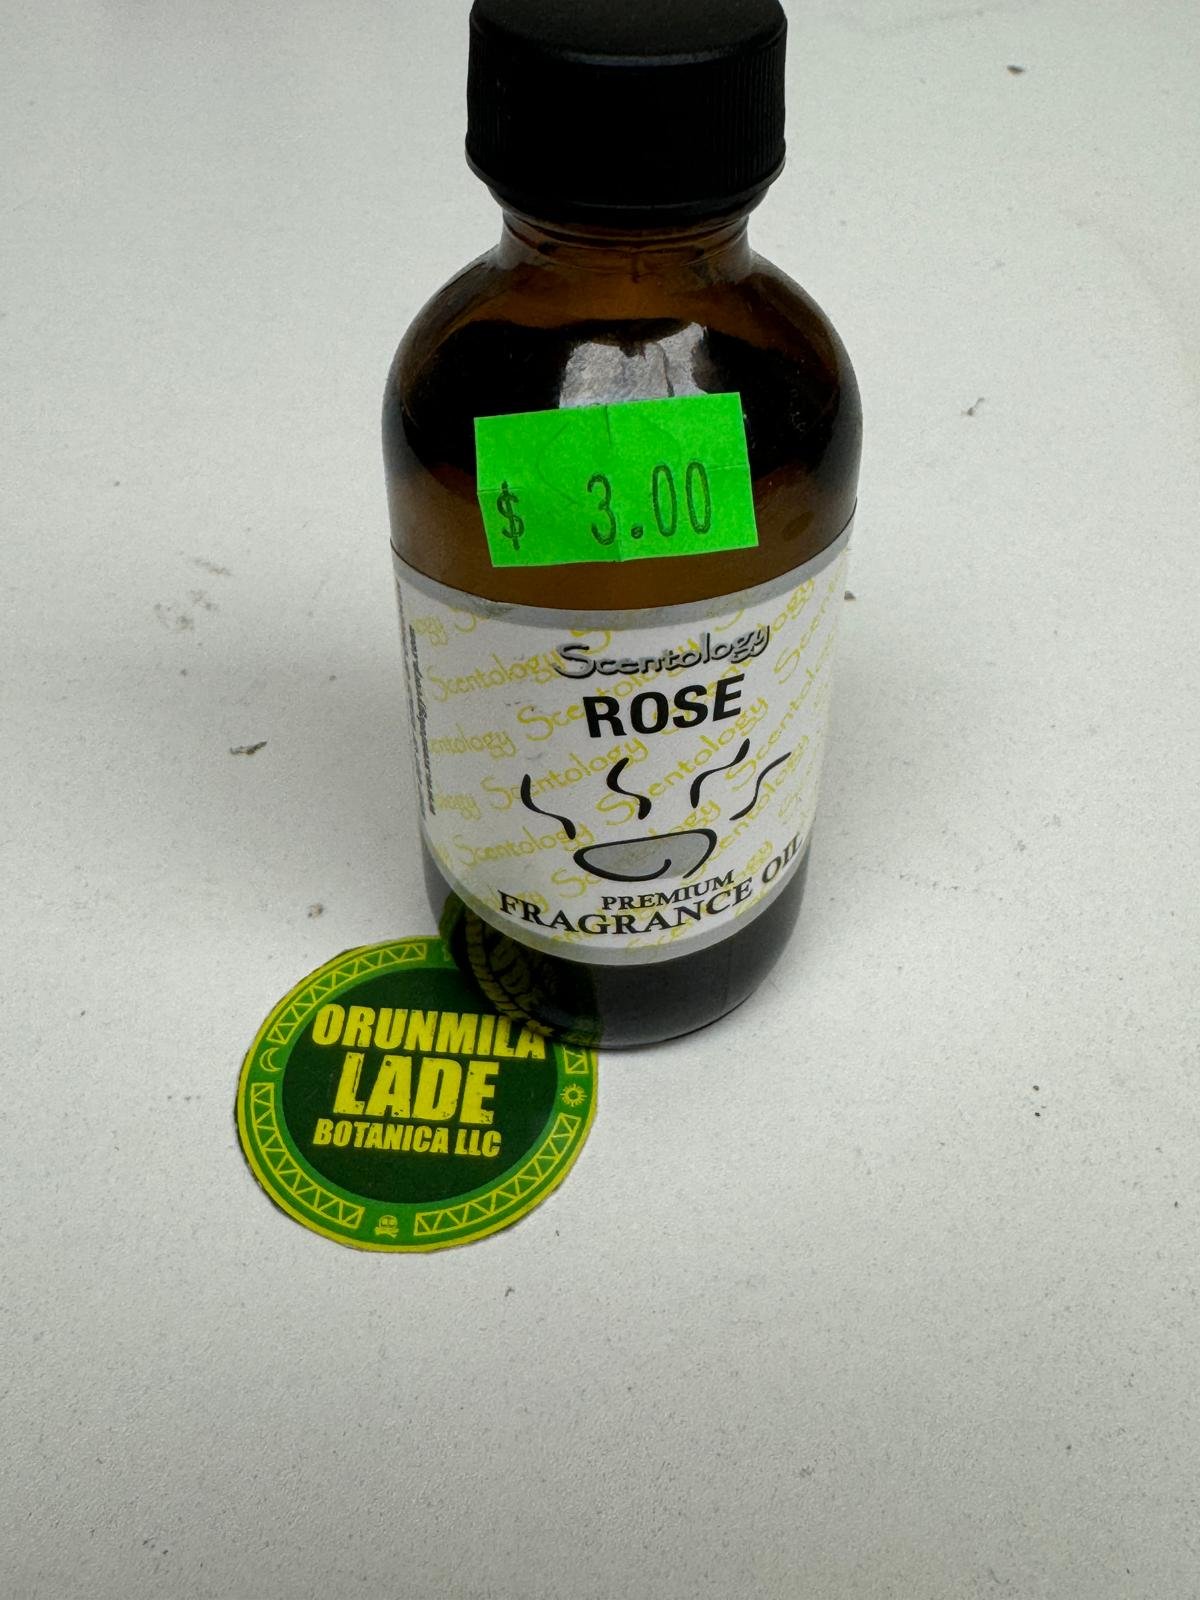 $ 3.00
Scentology
ROSE
PREMIUM
FRAGRANCE OIL
ORUNMILA
LADE
BOTANICA LLC